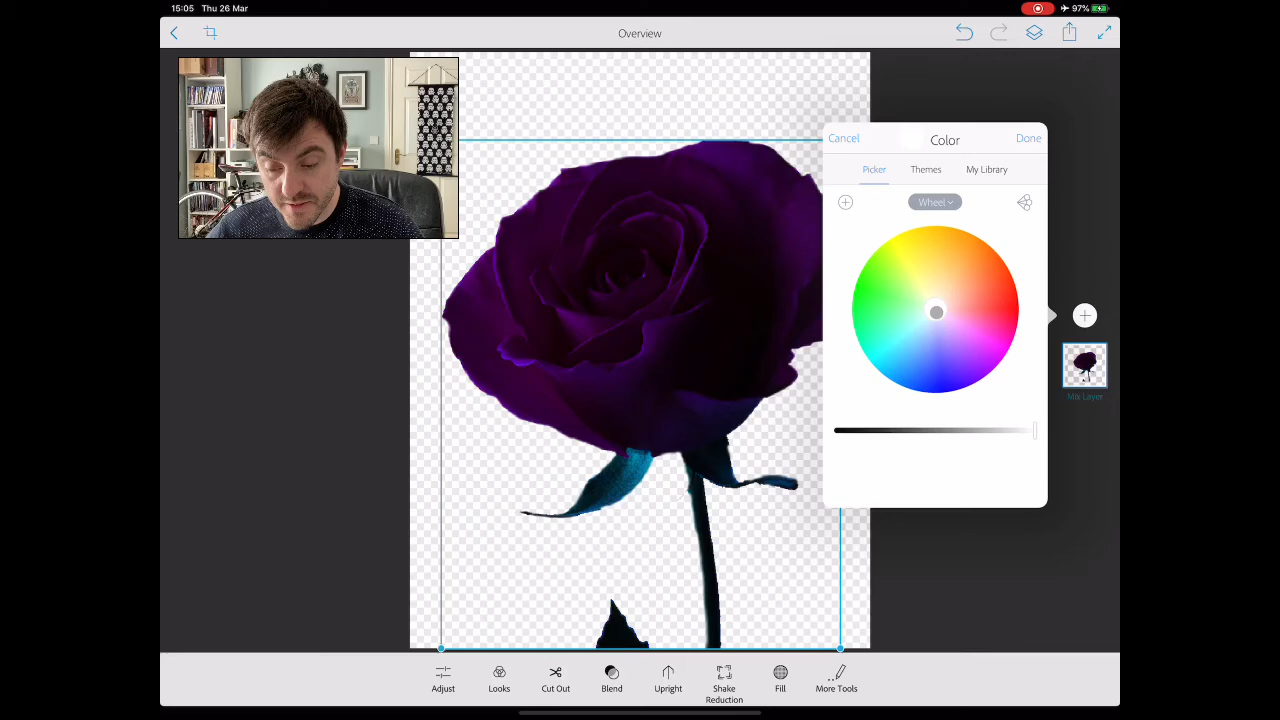 15:05 Thu 26 Mar
97%
Overview
Cancel
Color
Done
Picker
Themes
My Library
Wheel
Mix Layer
Adjust
Looks
Cut Out
Blend
Upright
Shake
Reduction
Fill
More Tools